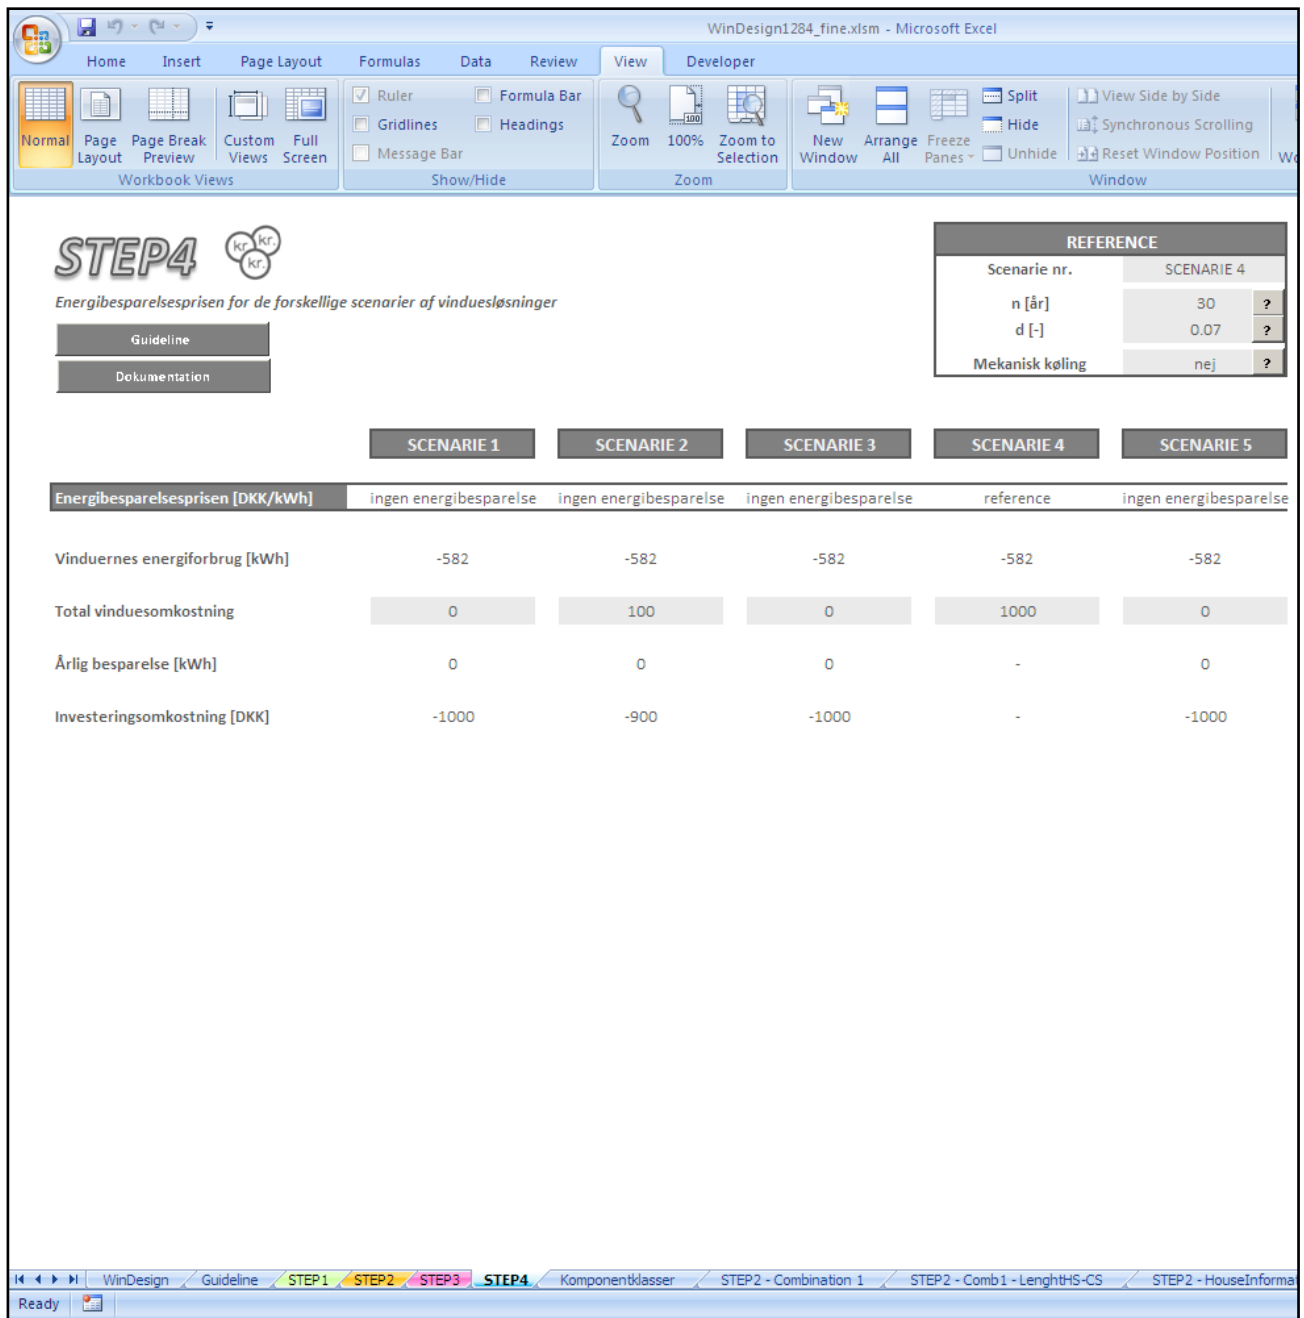 WinDesign1284_fine.xlsm - Microsoft Excel
Home Insert Page Layout Formulas Data Review View Developer
Normal Page Layout Page Break Preview Custom Views Full Screen
Workbook Views
Ruler Formula Bar
Gridlines Headings
Message Bar
Show/Hide
Zoom 100% Zoom to Selection
Zoom
New Window Arrange All Freeze Panes
Split View Side by Side
Hide Synchronous Scrolling
Unhide Reset Window Position
Window
STEP4 kr. kr. kr.
Energibesparelsesprisen for de forskellige scenarier af vinduesløsninger
Guideline
Dokumentation
REFERENCE
Scenarie nr. SCENARIE 4
n [år] 30 ?
d [-] 0.07 ?
Mekanisk køling nej ?
SCENARIE 1 SCENARIE 2 SCENARIE 3 SCENARIE 4 SCENARIE 5
Energibesparelsesprisen [DKK/kWh] ingen energibesparelse ingen energibesparelse ingen energibesparelse reference ingen energibesparelse
Vinduernes energiforbrug [kWh] -582 -582 -582 -582 -582
Total vinduesomkostning 0 100 0 1000 0
Årlig besparelse [kWh] 0 0 0 - 0
Investeringsomkostning [DKK] -1000 -900 -1000 - -1000
WinDesign Guideline STEP1 STEP2 STEP3 STEP4 Komponentklasser STEP2 - Combination 1 STEP2 - Comb1 - LenghtHS-CS STEP2 - HouseInforma
Ready